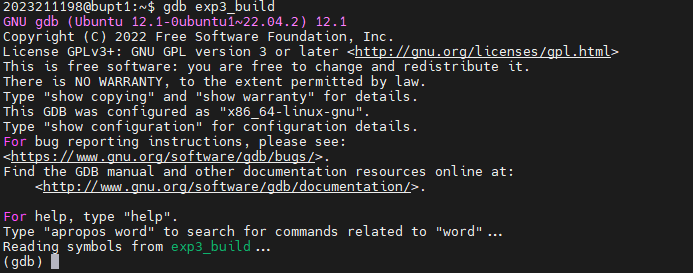 2023211198@bupt1:~$ gdb exp3_build
GNU gdb (Ubuntu 12.1-0ubuntu1~22.04.2) 12.1
Copyright (C) 2022 Free Software Foundation, Inc.
License GPLv3+: GNU GPL version 3 or later <http://gnu.org/licenses/gpl.html>
This is free software: you are free to change and redistribute it.
There is NO WARRANTY, to the extent permitted by law.
Type "show copying" and "show warranty" for details.
This GDB was configured as "x86_64-linux-gnu".
Type "show configuration" for configuration details.
For bug reporting instructions, please see:
<https://www.gnu.org/software/gdb/bugs/>.
Find the GDB manual and other documentation resources online at:
    <http://www.gnu.org/software/gdb/documentation/>.

For help, type "help".
Type "apropos word" to search for commands related to "word"...
Reading symbols from exp3_build...
(gdb)